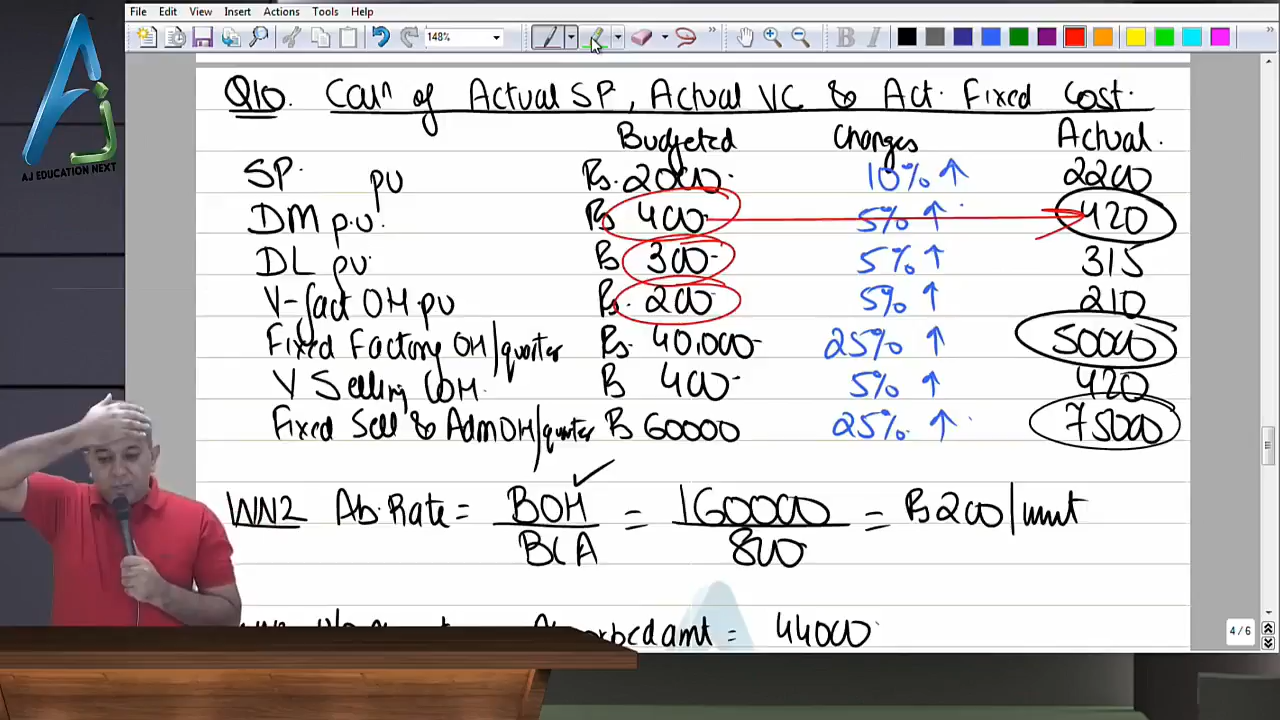 File Edit View Insert Actions Tools Help
148%
AJ EDUCATION NEXT
Q10. Caln of Actual SP, Actual VC & Act. Fixed Cost.
Budgeted Changes Actual.
SP. pu Rs. 2000. 10% ↑ 2200
DM p.u. Rs 400. 5% ↑ 420
DL pu. Rs 300. 5% ↑ 315
V-fact OH pu Rs. 200 5% ↑ 210
Fixed Factory OH/quarter Rs. 40,000 25% ↑ 50000
V Selling OH. Rs 400 5% ↑ 420
Fixed Sell & Adm OH/quarter Rs 60000 25% ↑ 75000
WN2 Ab. Rate = BOH / BCA = 160000 / 800 = Rs 200/unit
Absorbed amt = 44000
4/6